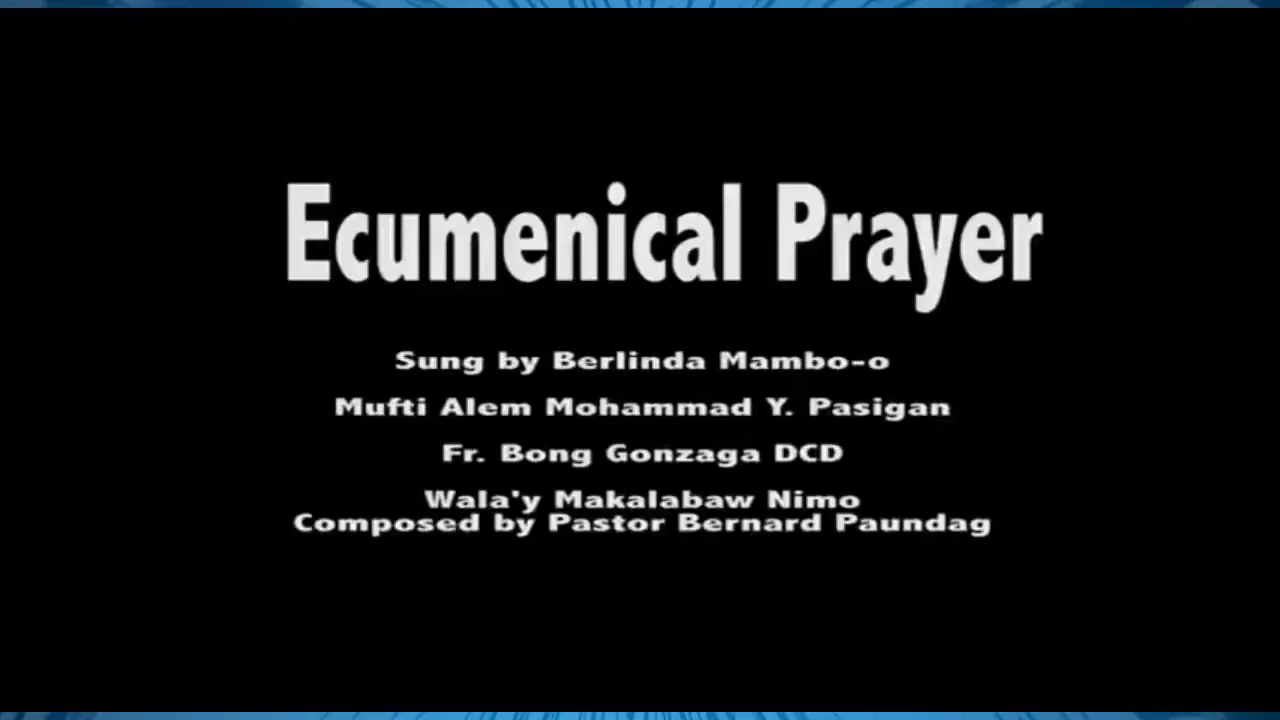 Ecumenical Prayer
Sung by Berlinda Mambo-o
Mufti Alem Mohammad Y. Pasigan
Fr. Bong Gonzaga DCD
Wala'y Makalabaw Nimo
Composed by Pastor Bernard Paundag